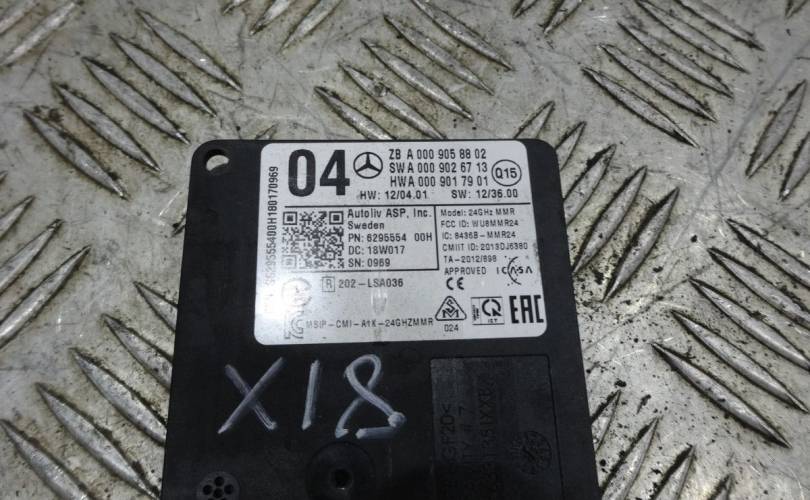 04
ZB A 000 905 88 02
SWA 000 902 67 13
HWA 000 901 79 01
Q15
HW: 12/04.01 SW: 12/36.00
Autoliv ASP, Inc.
Sweden
PN: 6295554 00H
DC: 18W017
SN: 0969
Model: 24GHz MMR
FCC ID: WU8MMR24
IC: 8436B-MMR24
CMIIT ID: 2013DJ6380
TA-2012/898
APPROVED ICASA
R 202-LSA036
CE
MSIP-CMI-A1K-24GHZMMR
024
IST
EAC
X18